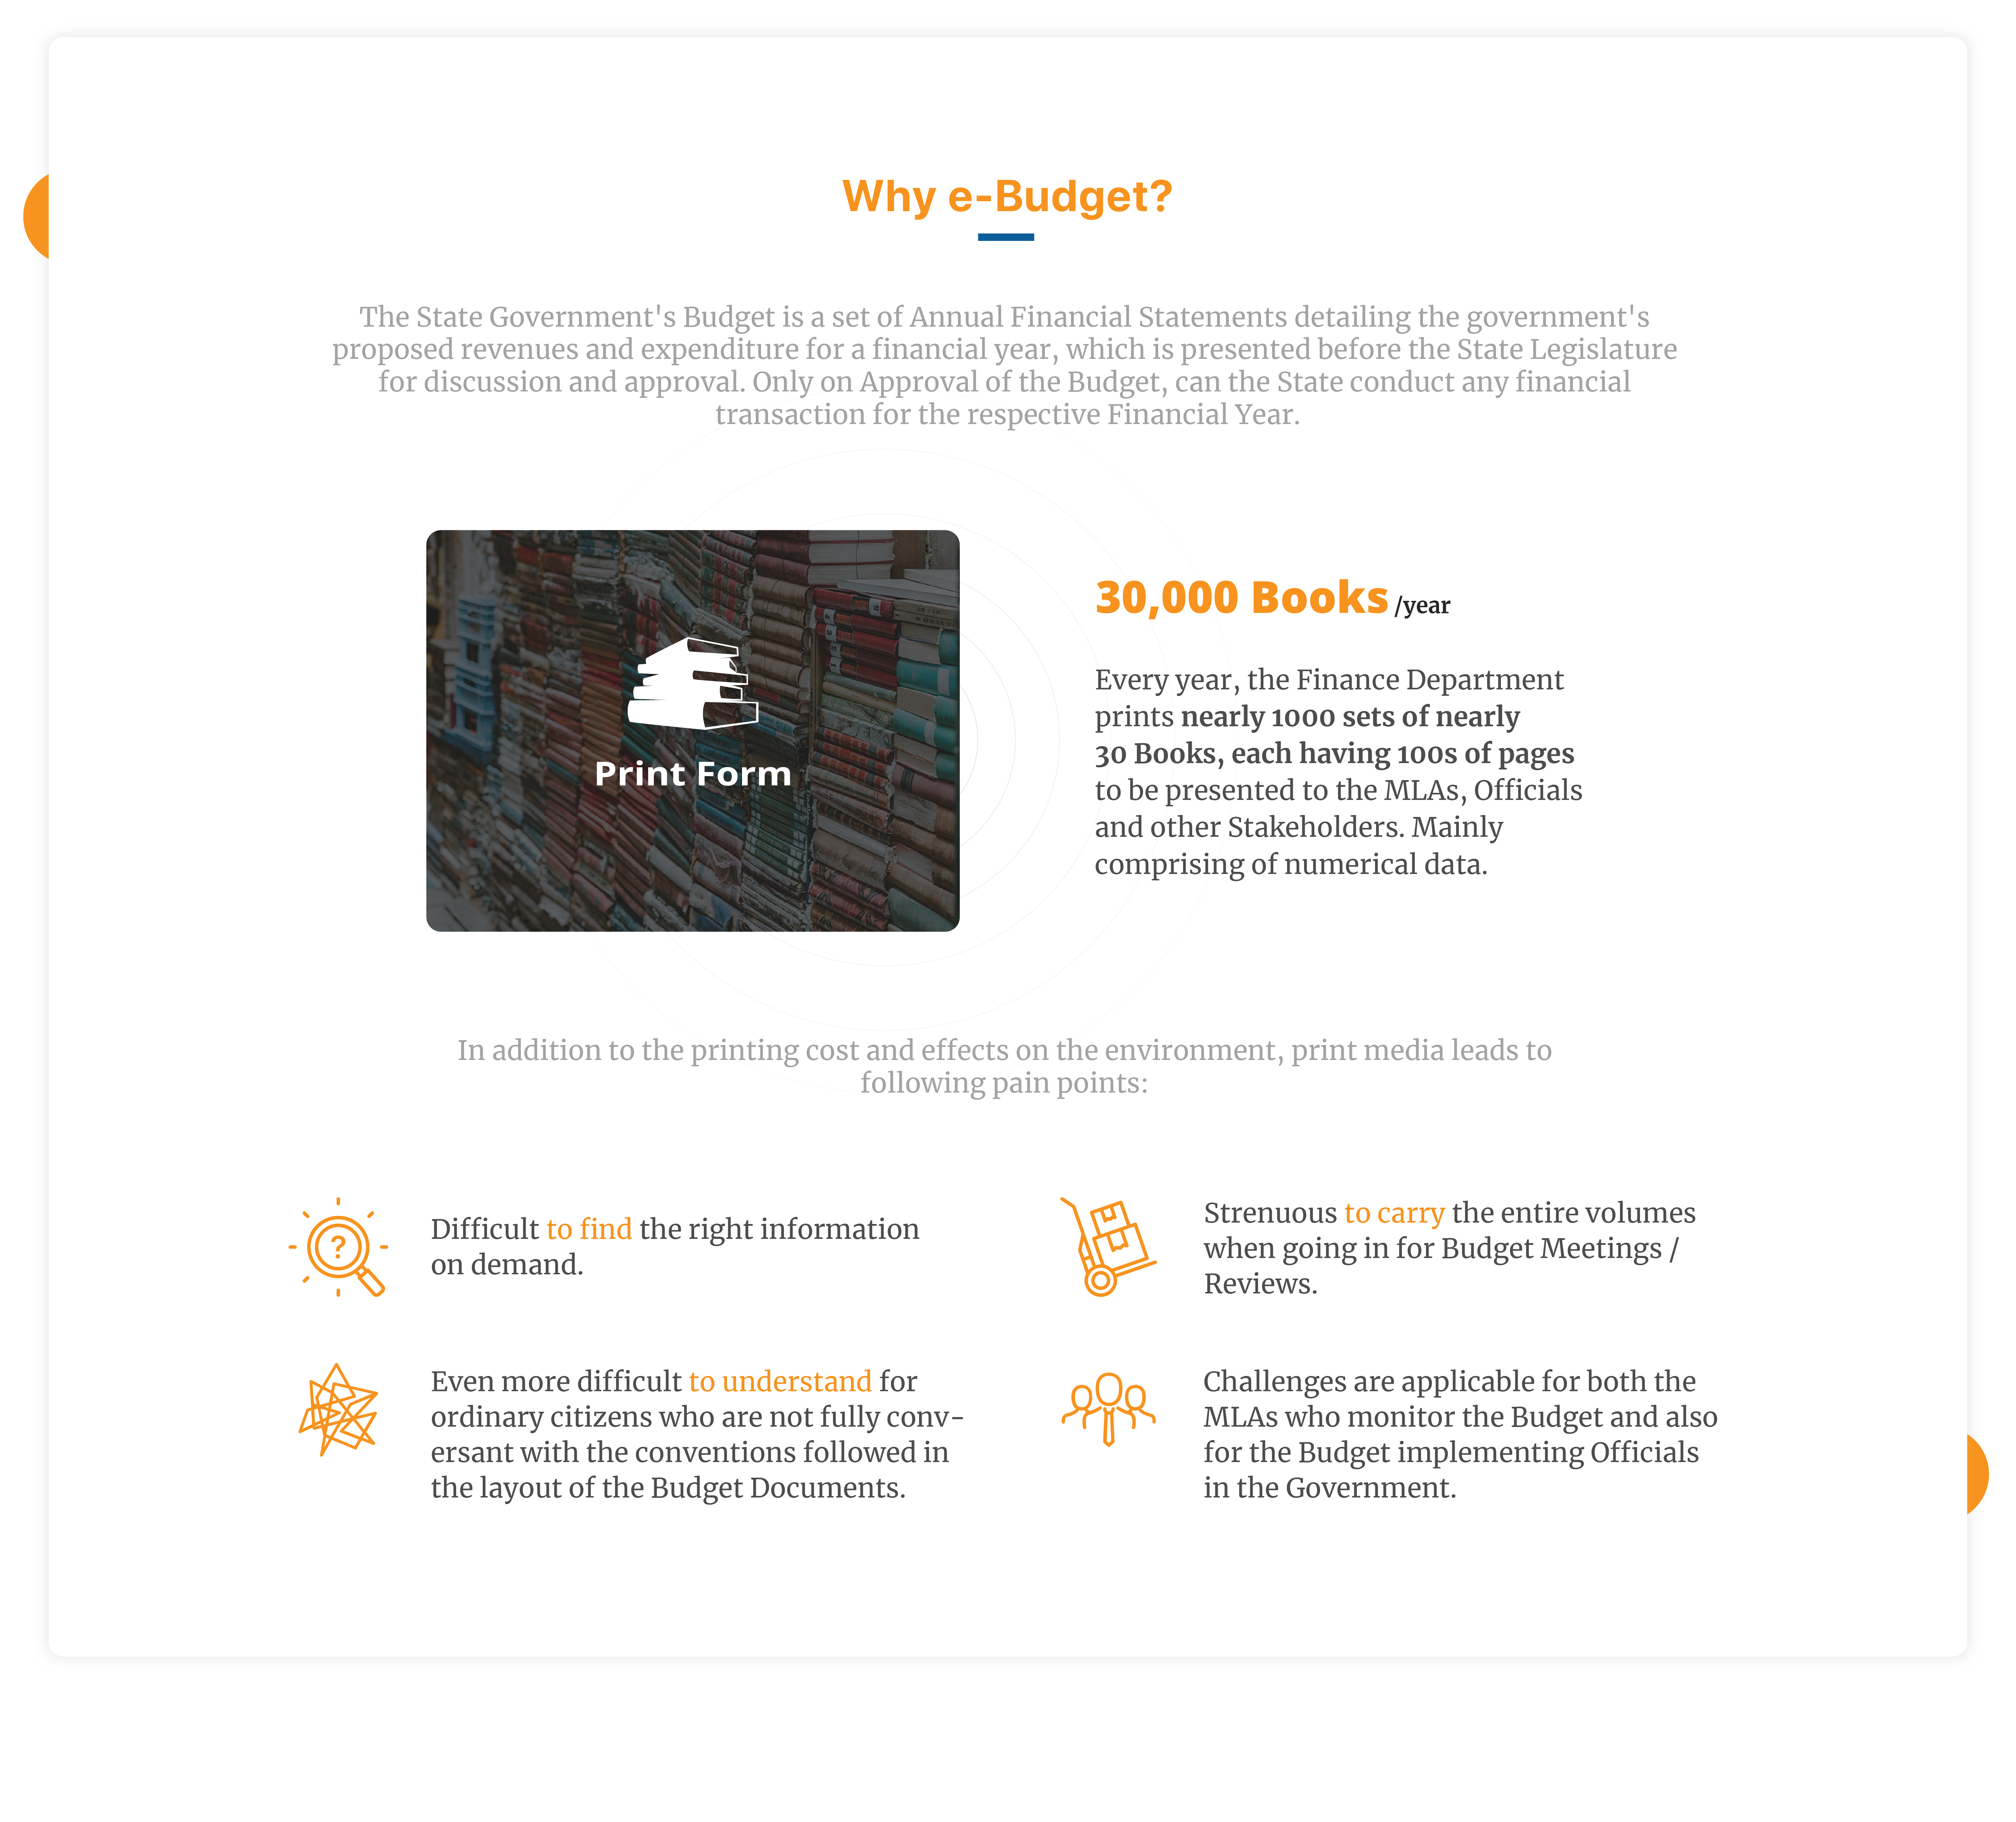 Why e-Budget?
The State Government's Budget is a set of Annual Financial Statements detailing the government's
proposed revenues and expenditure for a financial year, which is presented before the State Legislature
for discussion and approval. Only on Approval of the Budget, can the State conduct any financial
transaction for the respective Financial Year.
Print Form
30,000 Books /year
Every year, the Finance Department
prints nearly 1000 sets of nearly
30 Books, each having 100s of pages
to be presented to the MLAs, Officials
and other Stakeholders. Mainly
comprising of numerical data.
In addition to the printing cost and effects on the environment, print media leads to
following pain points:
?
Difficult to find the right information
on demand.
Strenuous to carry the entire volumes
when going in for Budget Meetings /
Reviews.
Even more difficult to understand for
ordinary citizens who are not fully conv-
ersant with the conventions followed in
the layout of the Budget Documents.
Challenges are applicable for both the
MLAs who monitor the Budget and also
for the Budget implementing Officials
in the Government.